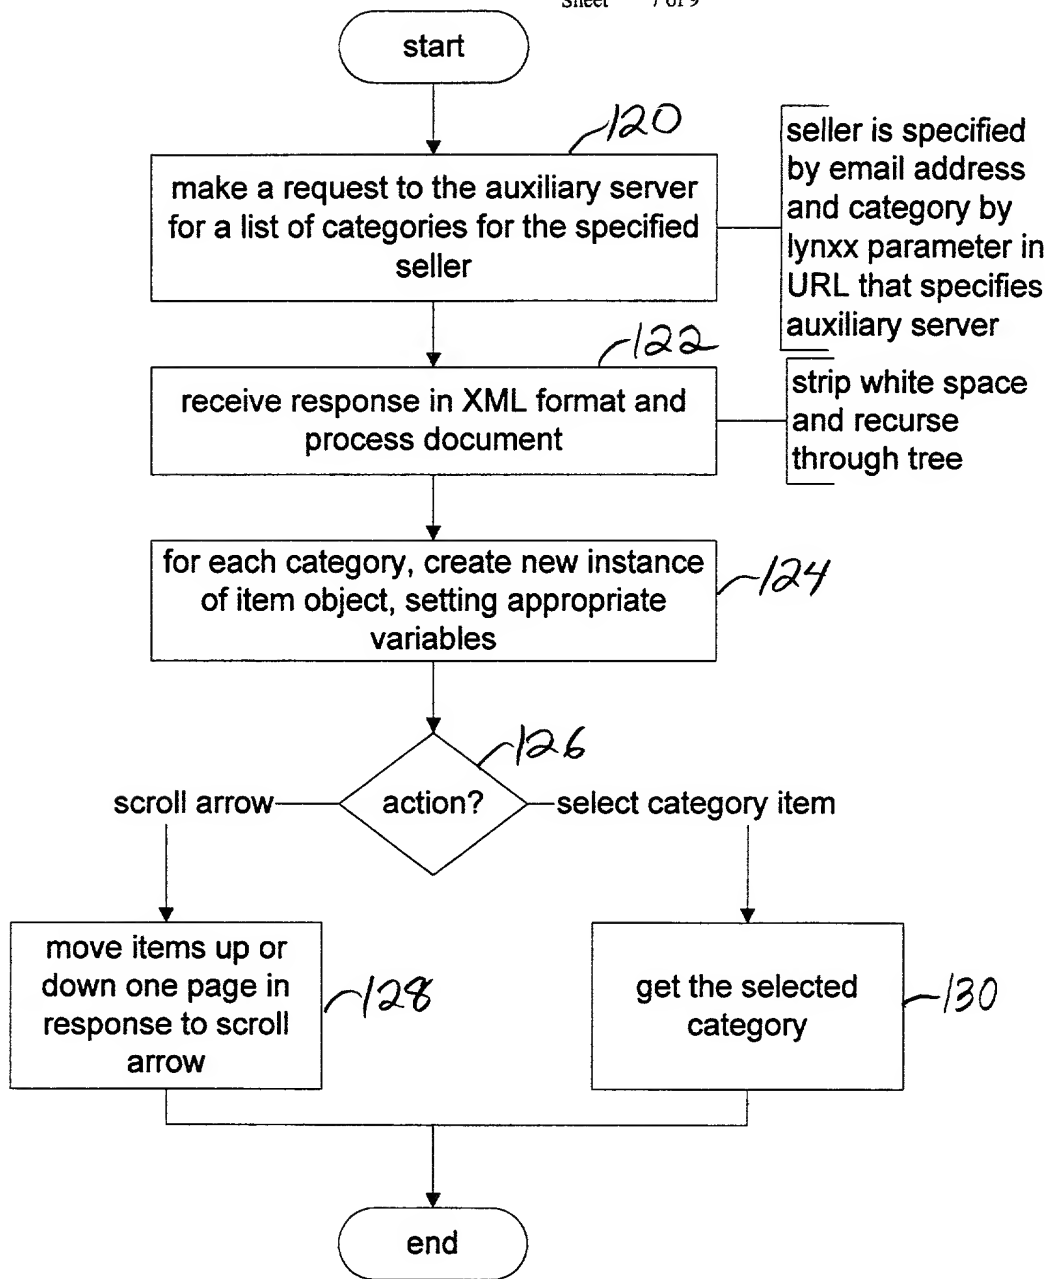 Sheet 7 of 9
start
120
make a request to the auxiliary server
for a list of categories for the specified
seller
seller is specified
by email address
and category by
lynxx parameter in
URL that specifies
auxiliary server
122
receive response in XML format and
process document
strip white space
and recurse
through tree
for each category, create new instance
of item object, setting appropriate
variables
124
126
scroll arrow
action?
select category item
move items up or
down one page in
response to scroll
arrow
128
get the selected
category
130
end